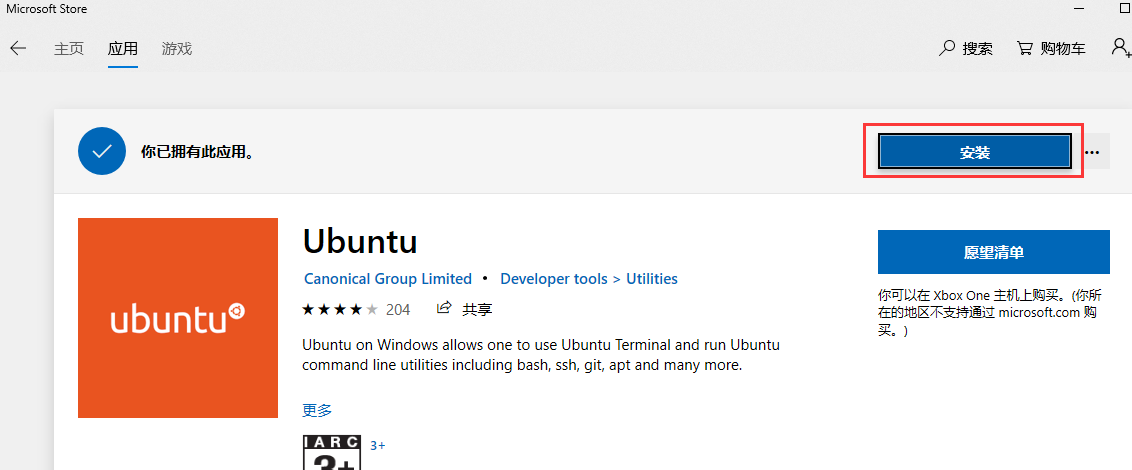 Microsoft Store
主页 应用 游戏 搜索 购物车
你已拥有此应用。 安装 ...
Ubuntu
Canonical Group Limited • Developer tools > Utilities
愿望清单
204 共享
你可以在 Xbox One 主机上购买。(你所
在的地区不支持通过 microsoft.com 购
买。)
ubuntu
Ubuntu on Windows allows one to use Ubuntu Terminal and run Ubuntu
command line utilities including bash, ssh, git, apt and many more.
更多
IARC
3+
3+